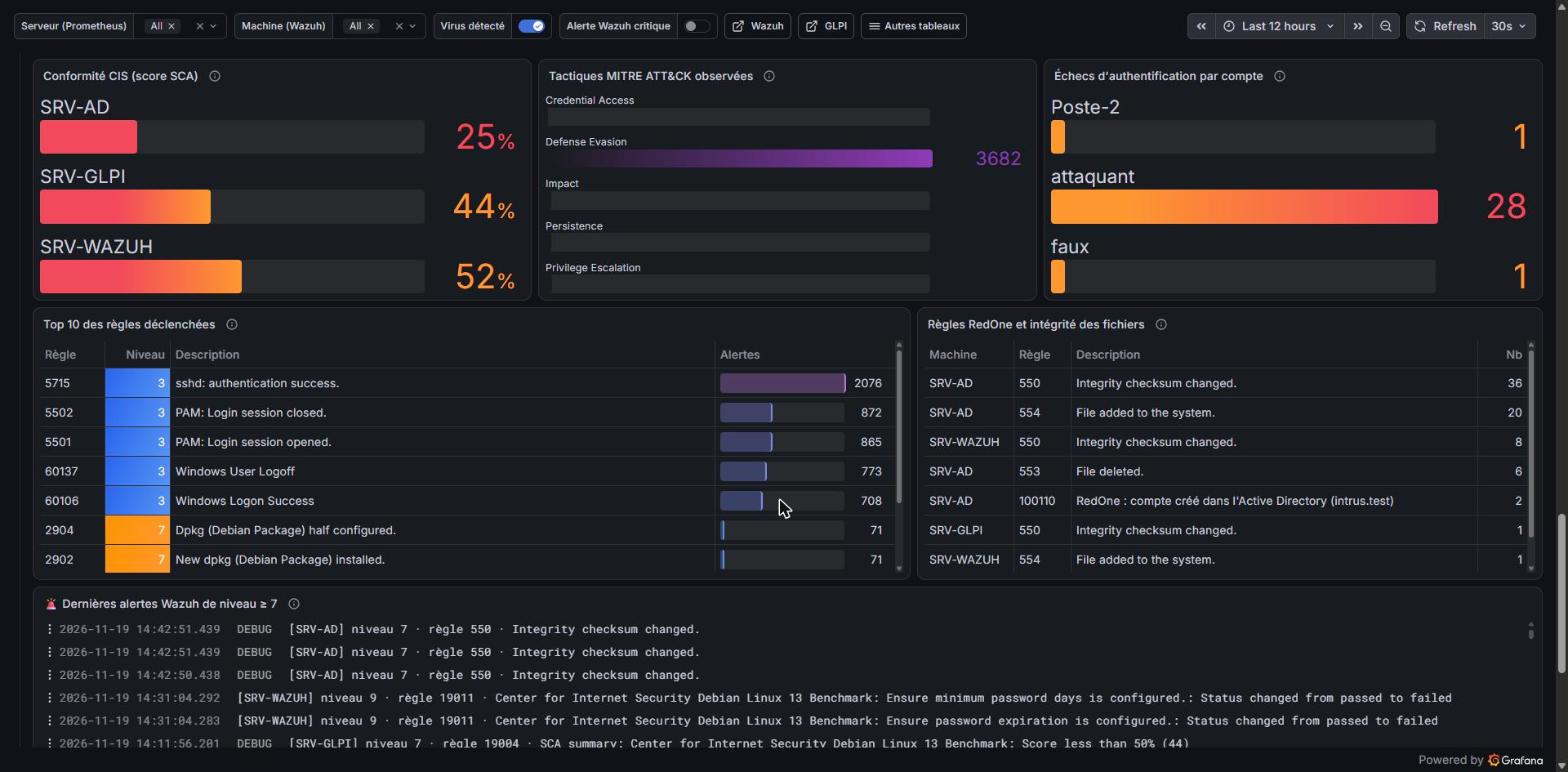 Serveur (Prometheus) All Machine (Wazuh) All Virus détecté Alerte Wazuh critique Wazuh GLPI Autres tableaux Last 12 hours Refresh 30s
Conformité CIS (score SCA)
SRV-AD
25%
SRV-GLPI
44%
SRV-WAZUH
52%
Tactiques MITRE ATT&CK observées
Credential Access
Defense Evasion
3682
Impact
Persistence
Privilege Escalation
Échecs d'authentification par compte
Poste-2
1
attaquant
28
faux
1
Top 10 des règles déclenchées
Règle Niveau Description Alertes
5715 3 sshd: authentication success. 2076
5502 3 PAM: Login session closed. 872
5501 3 PAM: Login session opened. 865
60137 3 Windows User Logoff 773
60106 3 Windows Logon Success 708
2904 7 Dpkg (Debian Package) half configured. 71
2902 7 New dpkg (Debian Package) installed. 71
Règles RedOne et intégrité des fichiers
Machine Règle Description Nb
SRV-AD 550 Integrity checksum changed. 36
SRV-AD 554 File added to the system. 20
SRV-WAZUH 550 Integrity checksum changed. 8
SRV-AD 553 File deleted. 6
SRV-AD 100110 RedOne : compte créé dans l'Active Directory (intrus.test) 2
SRV-GLPI 550 Integrity checksum changed. 1
SRV-WAZUH 554 File added to the system. 1
Dernières alertes Wazuh de niveau ≥ 7
2026-11-19 14:42:51.439 DEBUG [SRV-AD] niveau 7 · règle 550 · Integrity checksum changed.
2026-11-19 14:42:51.439 DEBUG [SRV-AD] niveau 7 · règle 550 · Integrity checksum changed.
2026-11-19 14:42:50.438 DEBUG [SRV-AD] niveau 7 · règle 550 · Integrity checksum changed.
2026-11-19 14:31:04.292 [SRV-WAZUH] niveau 9 · règle 19011 · Center for Internet Security Debian Linux 13 Benchmark: Ensure minimum password days is configured.: Status changed from passed to failed
2026-11-19 14:31:04.283 [SRV-WAZUH] niveau 9 · règle 19011 · Center for Internet Security Debian Linux 13 Benchmark: Ensure password expiration is configured.: Status changed from passed to failed
2026-11-19 14:11:56.201 DEBUG [SRV-GLPI] niveau 7 · règle 19004 · SCA summary: Center for Internet Security Debian Linux 13 Benchmark: Score less than 50% (44)
Powered by Grafana